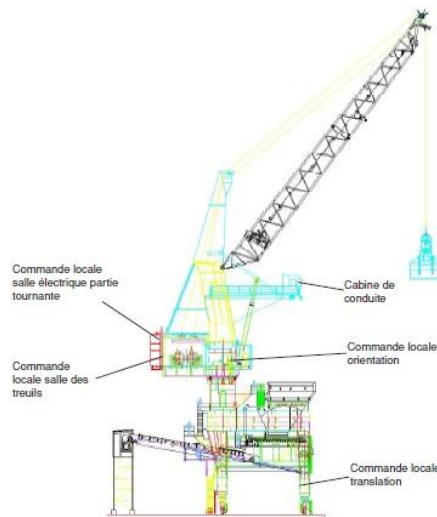 Commande locale
salle électrique partie
tournante
Cabine de
conduite
Commande
locale salle des
treuils
Commande locale
orientation
Commande locale
translation